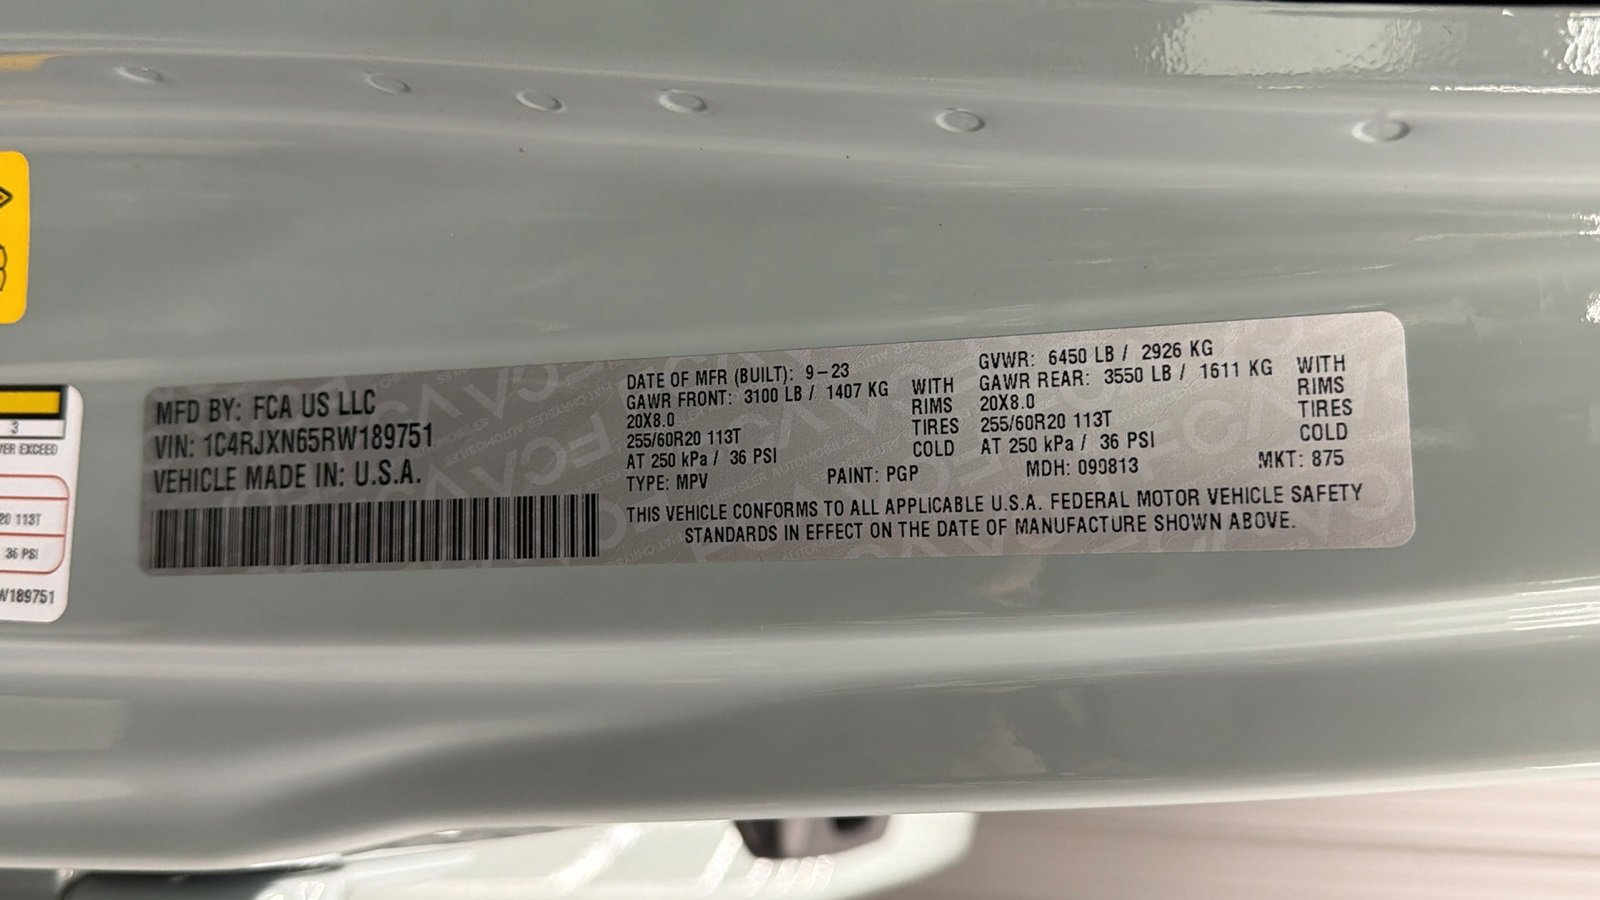 MFD BY: FCA US LLC
VIN: 1C4RJXN65RW189751
VEHICLE MADE IN: U.S.A.
DATE OF MFR (BUILT): 9-23
GAWR FRONT: 3100 LB / 1407 KG WITH
20X8.0 RIMS
255/60R20 113T TIRES
AT 250 kPa / 36 PSI COLD
GVWR: 6450 LB / 2926 KG
GAWR REAR: 3550 LB / 1611 KG WITH
20X8.0 RIMS
255/60R20 113T TIRES
AT 250 kPa / 36 PSI COLD
TYPE: MPV PAINT: PGP MDH: 090813 MKT: 875
THIS VEHICLE CONFORMS TO ALL APPLICABLE U.S.A. FEDERAL MOTOR VEHICLE SAFETY
STANDARDS IN EFFECT ON THE DATE OF MANUFACTURE SHOWN ABOVE.
3
EXCEED
20 113T
36 PSI
W189751